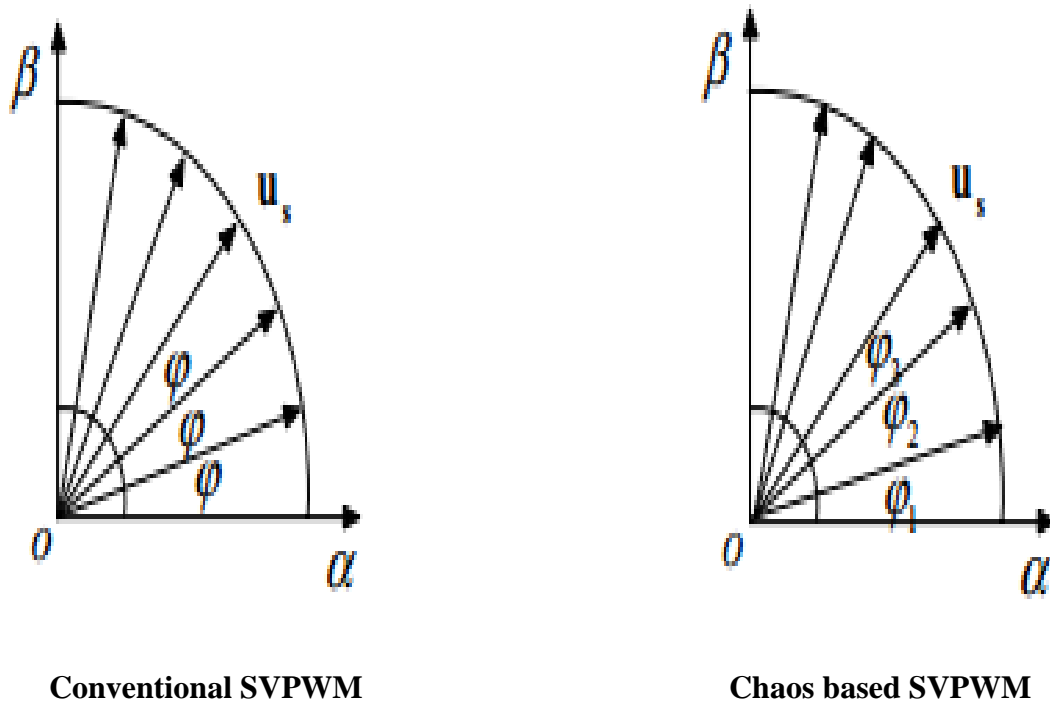 β
u_s
φ
φ
φ
o
α
Conventional SVPWM
β
u_s
φ_3
φ_2
φ_1
o
α
Chaos based SVPWM